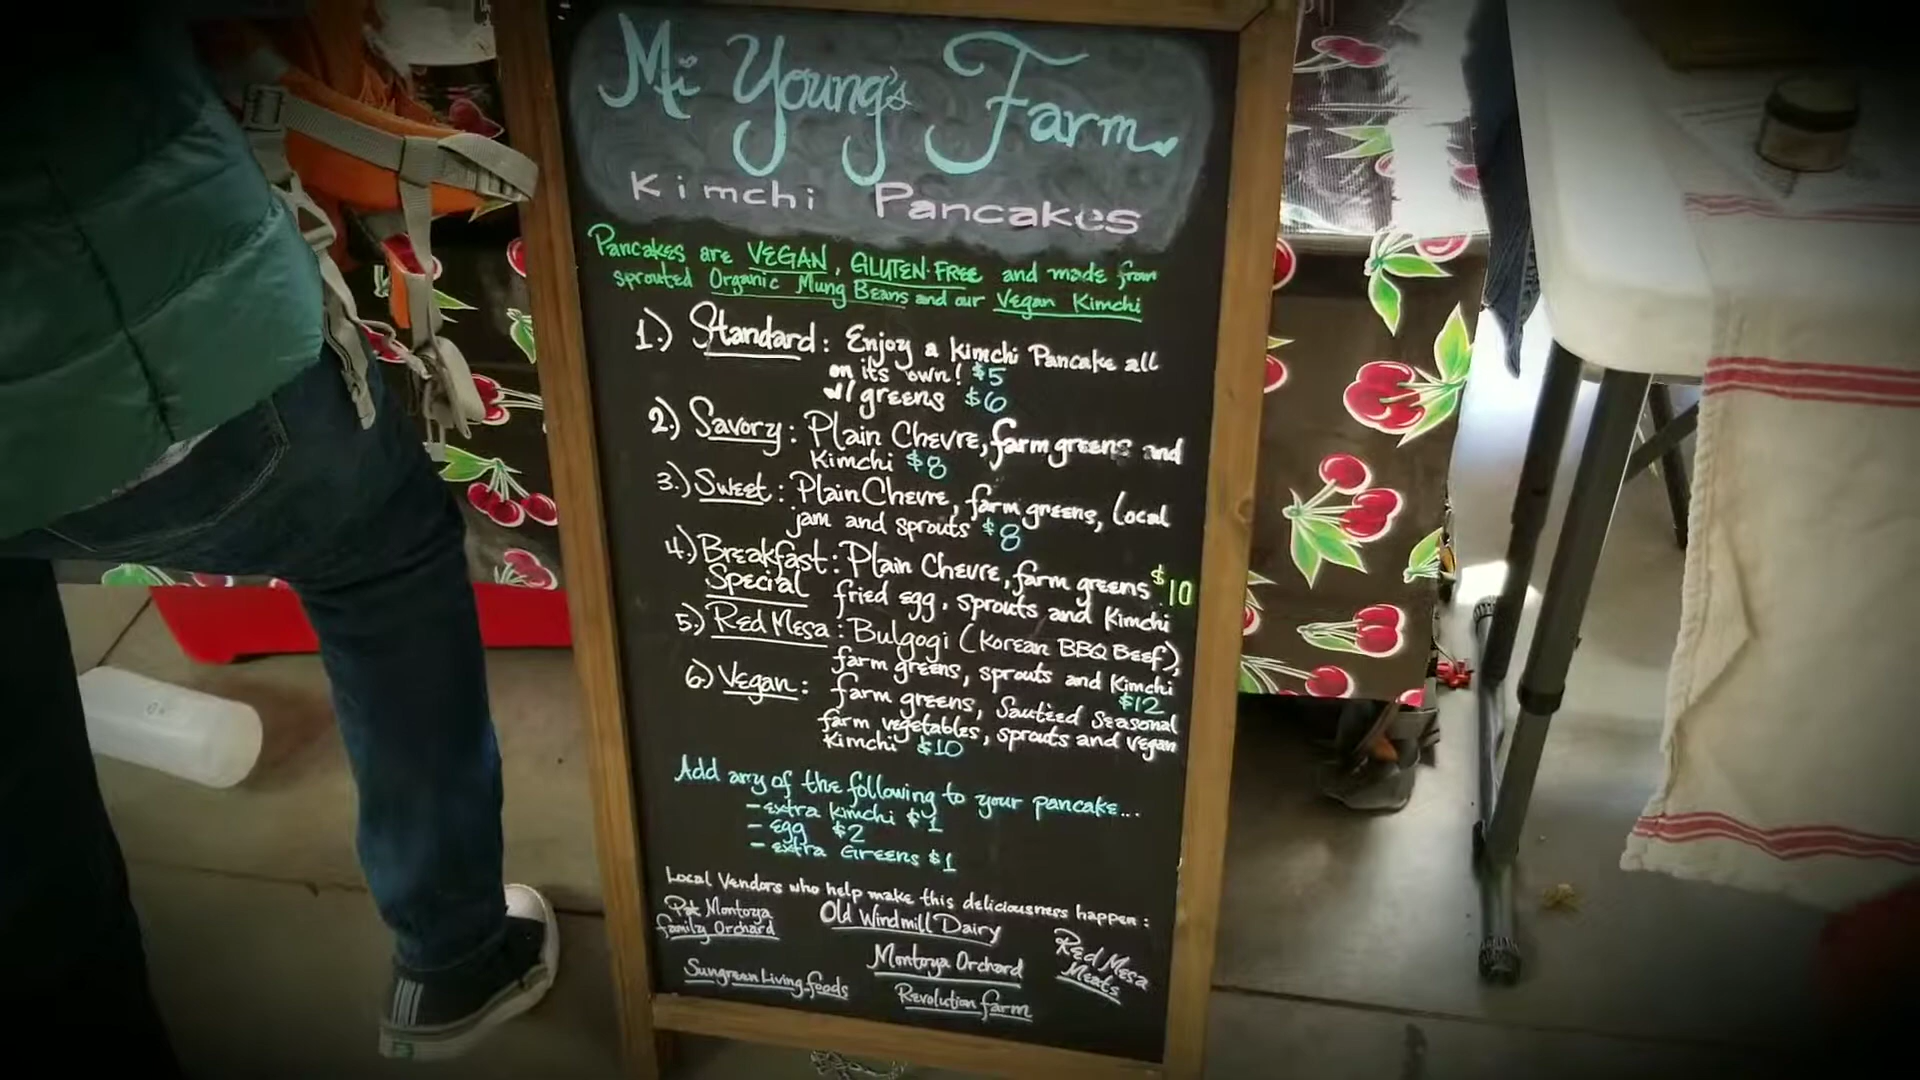 Mi Young's Farm
Kimchi Pancakes
Pancakes are VEGAN, GLUTEN-FREE and made from
sprouted Organic Mung Beans and our Vegan Kimchi
1.) Standard: Enjoy a Kimchi Pancake all
on it's own! $5
w/ greens $6
2.) Savory: Plain Chevre, farm greens and
Kimchi $8
3.) Sweet: Plain Chevre, farm greens, Local
jam and sprouts $8
4.) Breakfast: Plain Chevre, farm greens $10
Special fried egg, sprouts and Kimchi
5.) Red Mesa: Bulgogi (Korean BBQ Beef),
farm greens, sprouts and Kimchi
$12
6.) Vegan: farm greens, Sautéed Seasonal
farm vegetables, sprouts and vegan
Kimchi $10
Add any of the following to your pancake...
- extra kimchi $1
- egg $2
- extra Greens $1
Local Vendors who help make this deliciousness happen:
Pat Montoya
Family Orchard
Old Windmill Dairy
Red Mesa
Meats
Montoya Orchard
Sungreen Living foods
Revolution farm